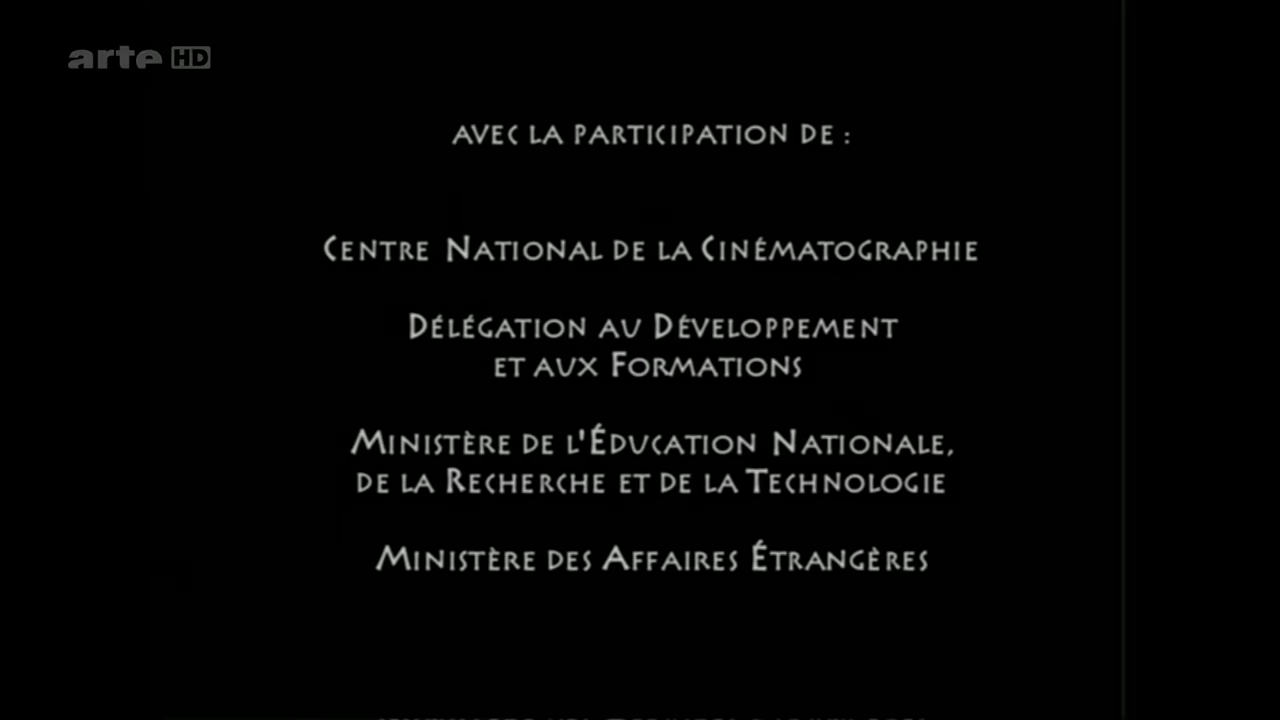 arte HD
AVEC LA PARTICIPATION DE :
CENTRE NATIONAL DE LA CINÉMATOGRAPHIE
DÉLÉGATION AU DÉVELOPPEMENT
ET AUX FORMATIONS
MINISTÈRE DE L'ÉDUCATION NATIONALE,
DE LA RECHERCHE ET DE LA TECHNOLOGIE
MINISTÈRE DES AFFAIRES ÉTRANGÈRES